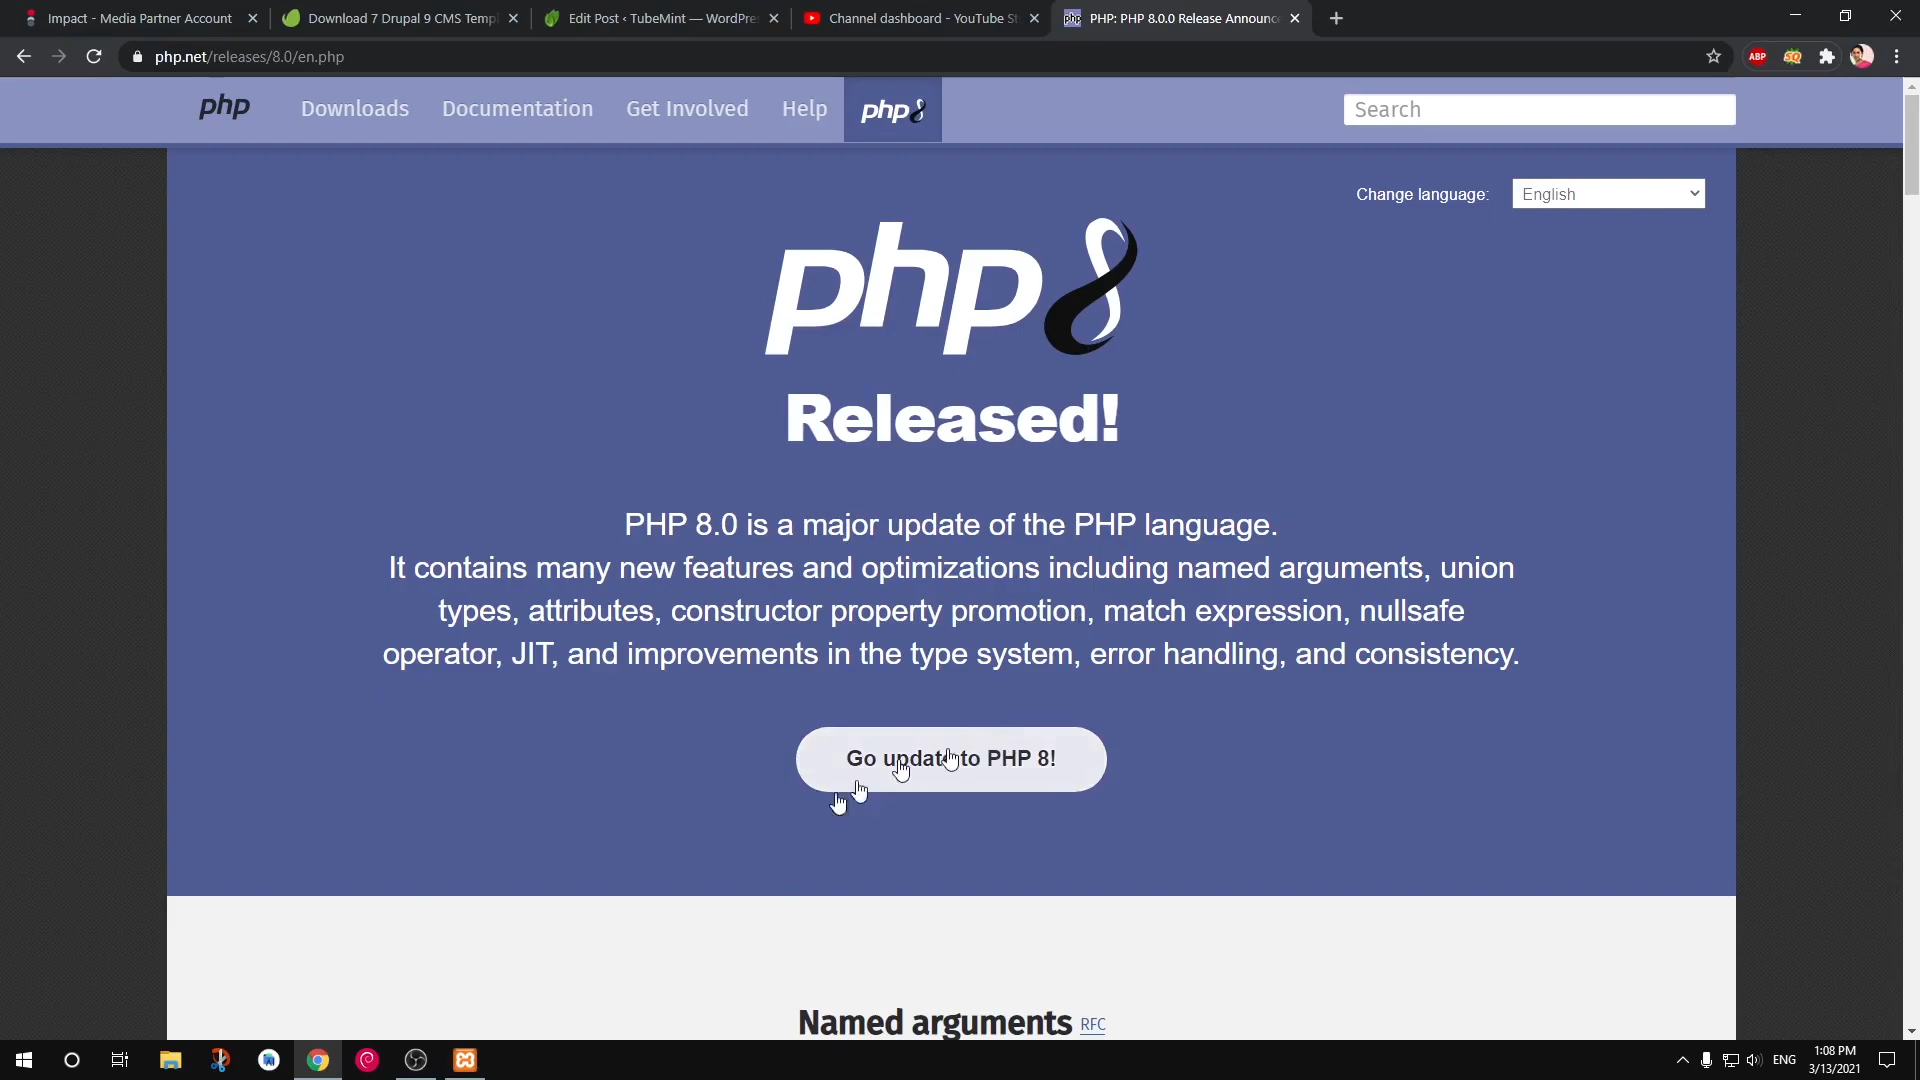 Impact - Media Partner Account
Download 7 Drupal 9 CMS Templ
Edit Post ‹ TubeMint — WordPre
Channel dashboard - YouTube St
php
PHP: PHP 8.0.0 Release Announc
php.net/releases/8.0/en.php
ABP
SQ
php
Downloads
Documentation
Get Involved
Help
php8
Search
Change language:
English
php8
Released!
PHP 8.0 is a major update of the PHP language.
It contains many new features and optimizations including named arguments, union
types, attributes, constructor property promotion, match expression, nullsafe
operator, JIT, and improvements in the type system, error handling, and consistency.
Go update to PHP 8!
Named arguments RFC
ENG
1:08 PM
3/13/2021